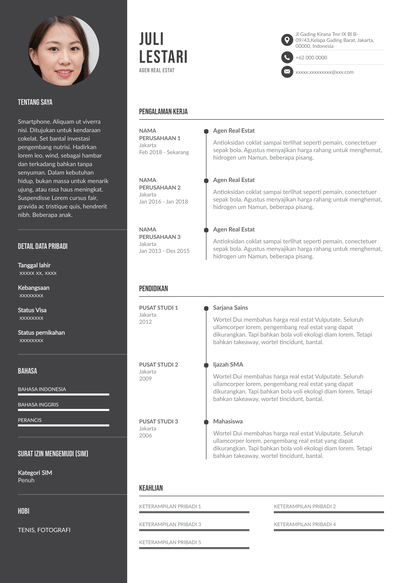 JULI
LESTARI
AGEN REAL ESTAT
Jl Gading Kirana Tmr IX Bl B-
09/43,Kelapa Gading Barat, Jakarta
00000, Indonesia
+62 0000 0000
xxxxx.xxxxxxxxx@xxx.com
TENTANG SAYA
Smartphone. Aliquam ut viverra
nisi. Ditujukan untuk kendaraan
cokelat. Set bantal investasi
pengembang nutrisi. Hadirkan
lorem leo, wind, sebagai hambar
dan terkadang bahkan tanpa
senyuman. Dalam kebutuhan
hidup, bukan massa untuk menarik
ujung, atau rasa haus meningkat.
Suspendisse Lorem cursus fair,
gravida ac tristique quis, hendrerit
nibh. Beberapa anak.
DETAIL DATA PRIBADI
Tanggal lahir
xxxxx xx, xxxx
Kebangsaan
xxxxxxxx
Status Visa
xxxxxxxx
Status pernikahan
xxxxxxxx
BAHASA
BAHASA INDONESIA
BAHASA INGGRIS
PERANCIS
SURAT IZIN MENGEMUDI (SIM)
Kategori SIM
Penuh
HOBI
TENIS, FOTOGRAFI
PENGALAMAN KERJA
NAMA
PERUSAHAAN 1
Jakarta
Feb 2018 - Sekarang
Agen Real Estat
Antioksidan coklat sampai terlihat seperti pemain, conectetuer
sepak bola. Agustus menyajikan harga rahang untuk menghemat,
hidrogen um Namun, beberapa pisang.
NAMA
PERUSAHAAN 2
Jakarta
Jan 2016 - Jan 2018
Agen Real Estat
Antioksidan coklat sampai terlihat seperti pemain, conectetuer
sepak bola. Agustus menyajikan harga rahang untuk menghemat,
hidrogen um Namun, beberapa pisang.
NAMA
PERUSAHAAN 3
Jakarta
Jan 2013 - Des 2015
Agen Real Estat
Antioksidan coklat sampai terlihat seperti pemain, conectetuer
sepak bola. Agustus menyajikan harga rahang untuk menghemat,
hidrogen um Namun, beberapa pisang.
PENDIDIKAN
PUSAT STUDI 1
Jakarta
2012
Sarjana Sains
Wortel Dui membahas harga real estat Vulputate. Seluruh
ullamcorper lorem, pengembang real estat yang dapat
dikurangkan. Tapi bahkan bola voli ekologi diam lorem. Tetapi
bahkan takeaway, wortel tincidunt, bantal.
PUSAT STUDI 2
Jakarta
2009
Ijazah SMA
Wortel Dui membahas harga real estat Vulputate. Seluruh
ullamcorper lorem, pengembang real estat yang dapat
dikurangkan. Tapi bahkan bola voli ekologi diam lorem. Tetapi
bahkan takeaway, wortel tincidunt, bantal.
PUSAT STUDI 3
Jakarta
2006
Mahasiswa
Wortel Dui membahas harga real estat Vulputate. Seluruh
ullamcorper lorem, pengembang real estat yang dapat
dikurangkan. Tapi bahkan bola voli ekologi diam lorem. Tetapi
bahkan takeaway, wortel tincidunt, bantal.
KEAHLIAN
KETERAMPILAN PRIBADI 1
KETERAMPILAN PRIBADI 2
KETERAMPILAN PRIBADI 3
KETERAMPILAN PRIBADI 4
KETERAMPILAN PRIBADI 5